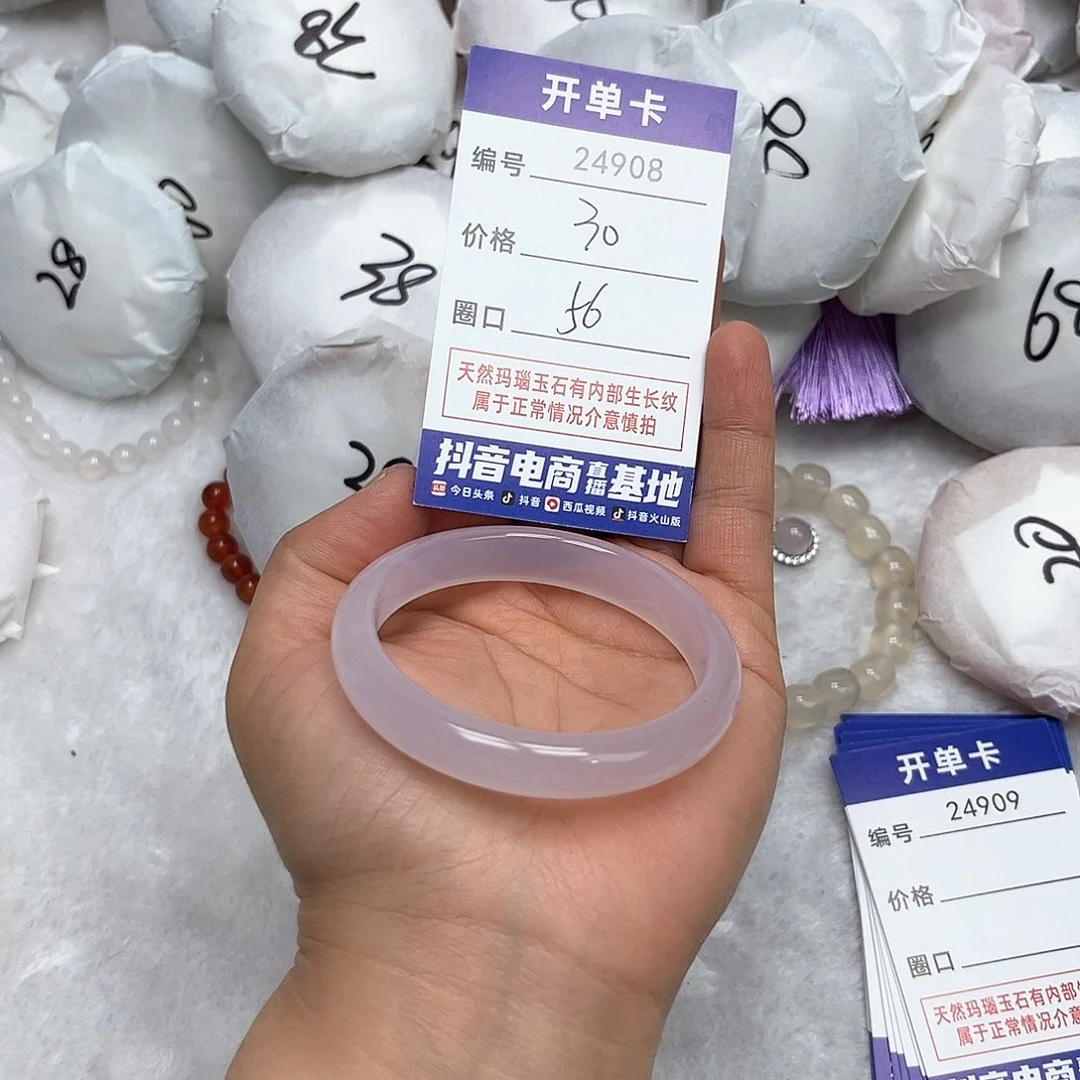 78
28
38
开单卡
编号 24908
价格 30
圈口 56
天然玛瑙玉石有内部生长纹
属于正常情况介意慎拍
抖音电商直播基地
今日头条 抖音 西瓜视频 抖音火山版
开单卡
编号 24909
价格
圈口
天然玛瑙玉石有内部生
属于正常情况介意